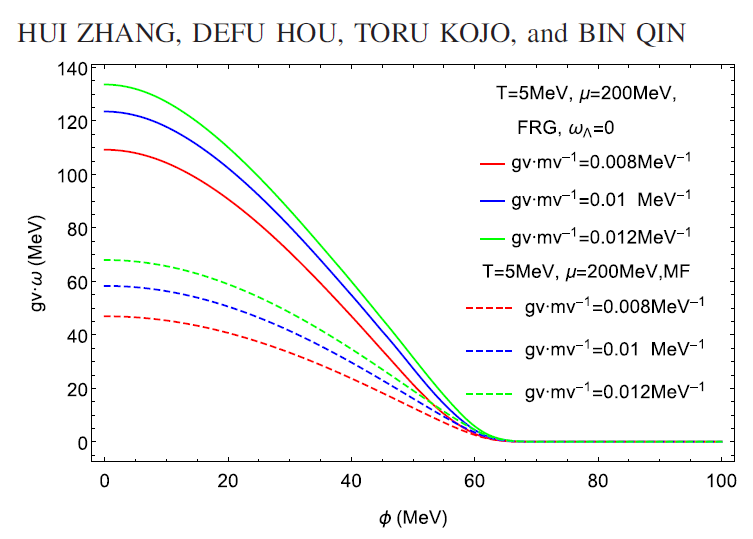 HUI ZHANG, DEFU HOU, TORU KOJO, and BIN QIN
140
120
100
80
60
40
20
0
gv·ω (MeV)
T=5MeV, μ=200MeV,
FRG, ω_Λ=0
gv·mv⁻¹=0.008MeV⁻¹
gv·mv⁻¹=0.01 MeV⁻¹
gv·mv⁻¹=0.012MeV⁻¹
T=5MeV, μ=200MeV,MF
gv·mv⁻¹=0.008MeV⁻¹
gv·mv⁻¹=0.01 MeV⁻¹
gv·mv⁻¹=0.012MeV⁻¹
0 20 40 60 80 100
ϕ (MeV)